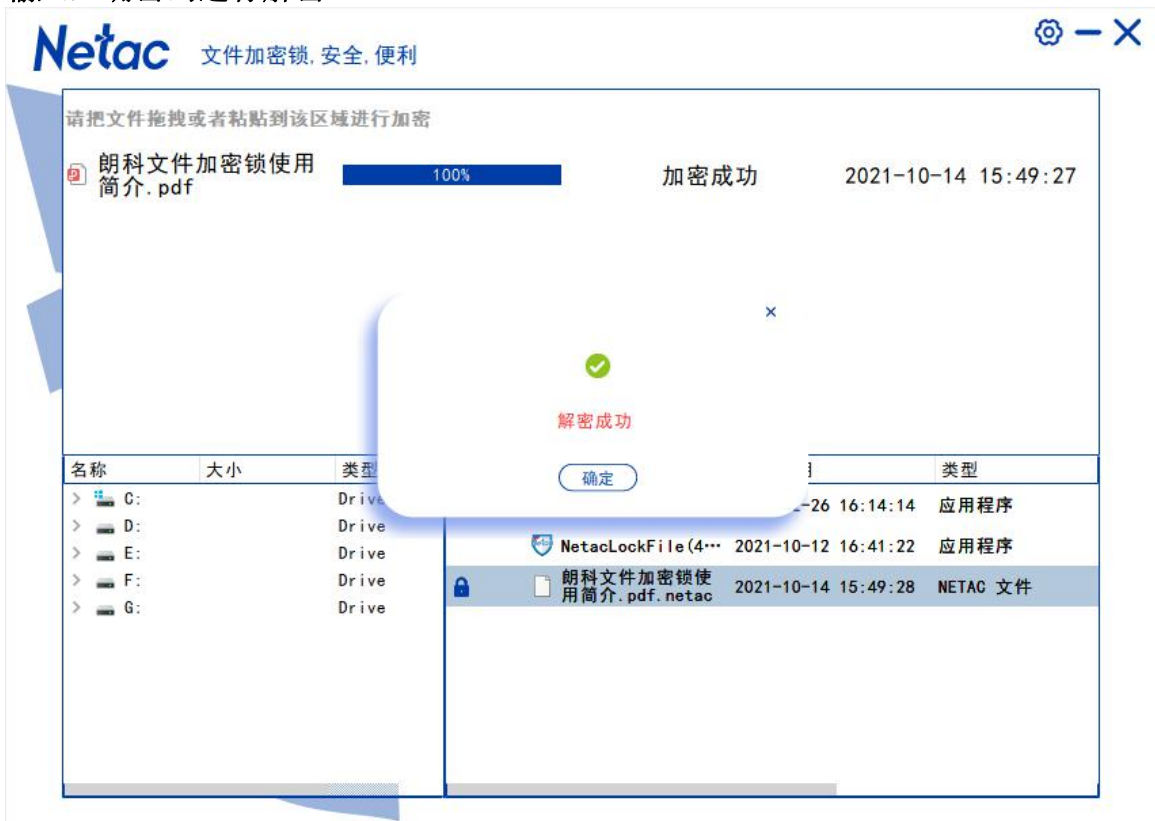 Netac 文件加密锁,安全,便利
请把文件拖拽或者粘贴到该区域进行加密
朗科文件加密锁使用
简介.pdf
100%
加密成功
2021-10-14 15:49:27
×
解密成功
确定
名称 大小 类型
类型
C: Drive
D: Drive
E: Drive
F: Drive
G: Drive
-26 16:14:14 应用程序
NetacLockFile(4… 2021-10-12 16:41:22 应用程序
朗科文件加密锁使
用简介.pdf.netac
2021-10-14 15:49:28 NETAC 文件